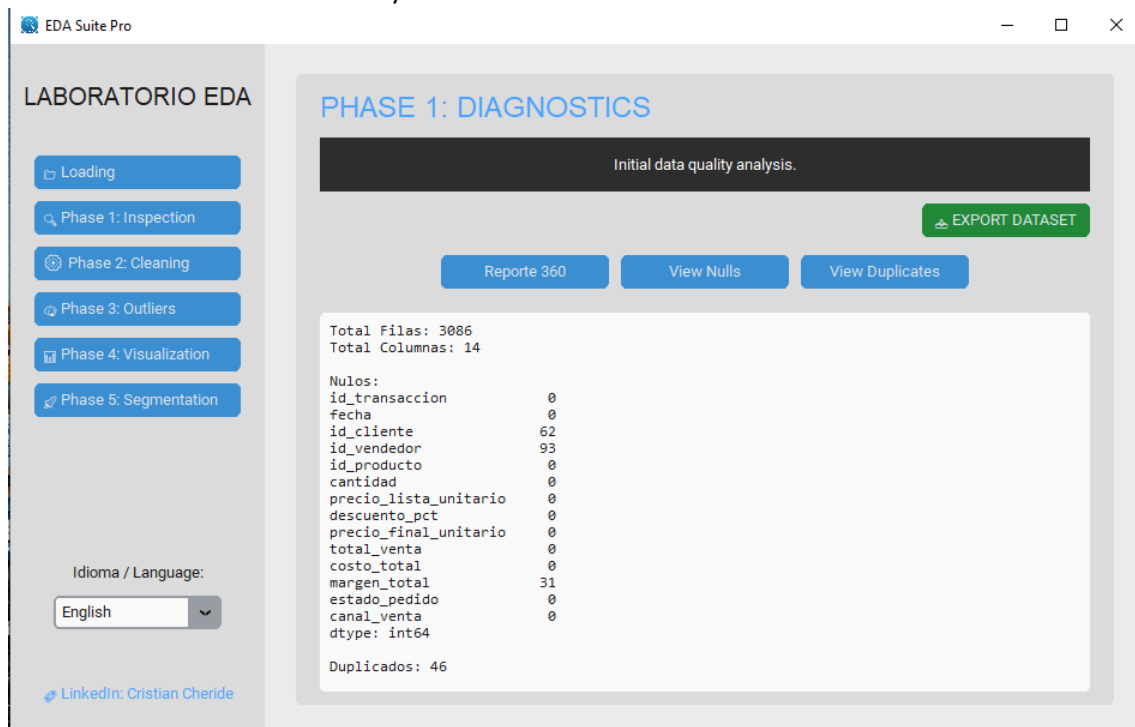 EDA Suite Pro
LABORATORIO EDA
Loading
Phase 1: Inspection
Phase 2: Cleaning
Phase 3: Outliers
Phase 4: Visualization
Phase 5: Segmentation
Idioma / Language:
English
LinkedIn: Cristian Cheride
PHASE 1: DIAGNOSTICS
Initial data quality analysis.
EXPORT DATASET
Reporte 360
View Nulls
View Duplicates
Total Filas: 3086
Total Columnas: 14
Nulos:
id_transaccion 0
fecha 0
id_cliente 62
id_vendedor 93
id_producto 0
cantidad 0
precio_lista_unitario 0
descuento_pct 0
precio_final_unitario 0
total_venta 0
costo_total 0
margen_total 31
estado_pedido 0
canal_venta 0
dtype: int64
Duplicados: 46